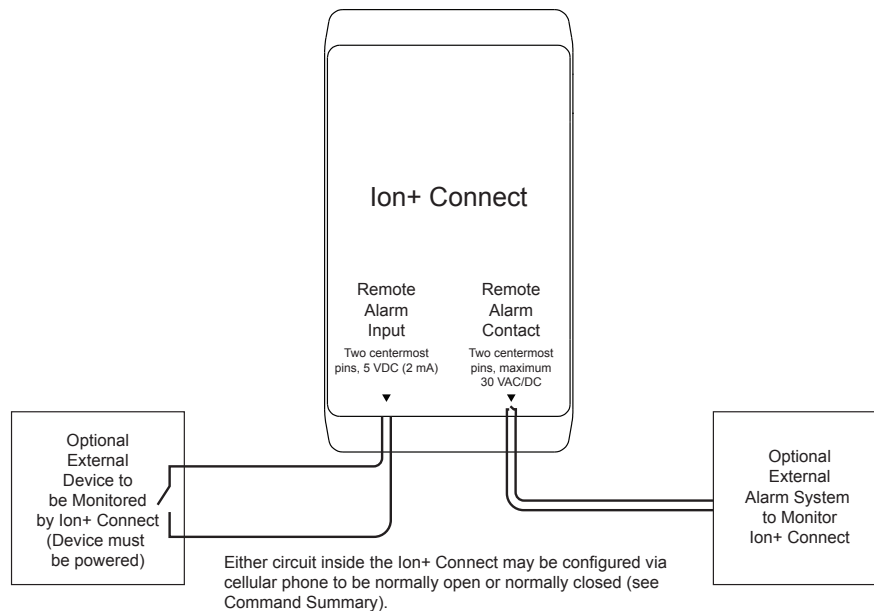 Ion+ Connect
Remote
Alarm
Input
Two centermost
pins, 5 VDC (2 mA)
Remote
Alarm
Contact
Two centermost
pins, maximum
30 VAC/DC
Optional
External
Device to
be Monitored
by Ion+ Connect
(Device must
be powered)
Optional
External
Alarm System
to Monitor
Ion+ Connect
Either circuit inside the Ion+ Connect may be configured via
cellular phone to be normally open or normally closed (see
Command Summary).